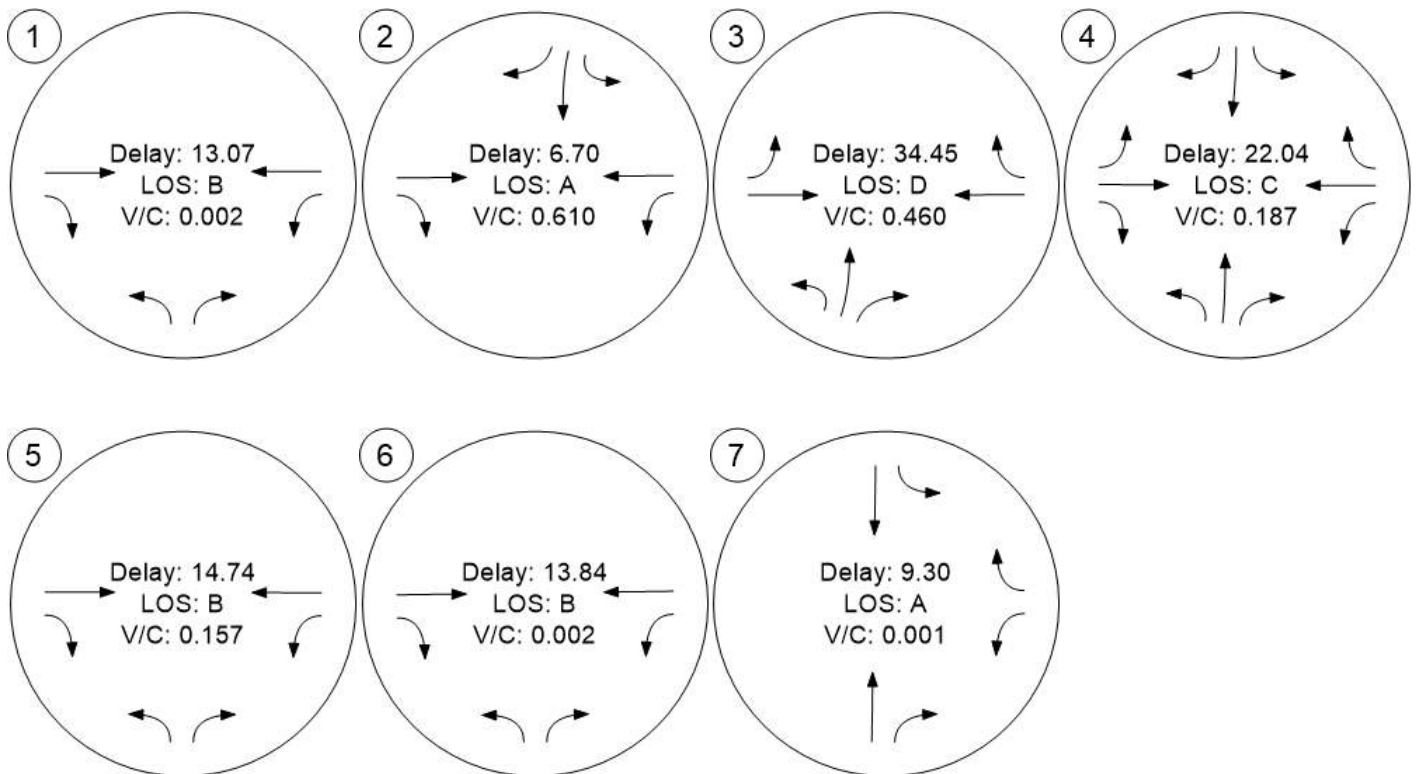 1
Delay: 13.07
LOS: B
V/C: 0.002
2
Delay: 6.70
LOS: A
V/C: 0.610
3
Delay: 34.45
LOS: D
V/C: 0.460
4
Delay: 22.04
LOS: C
V/C: 0.187
5
Delay: 14.74
LOS: B
V/C: 0.157
6
Delay: 13.84
LOS: B
V/C: 0.002
7
Delay: 9.30
LOS: A
V/C: 0.001